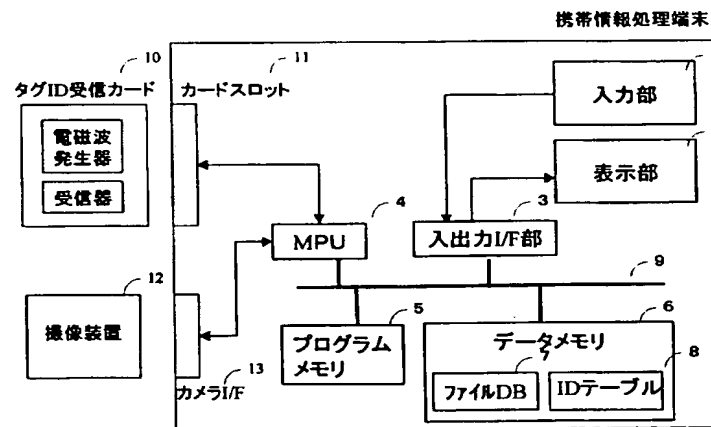 携帯情報処理端末
10
11
タグID受信カード
カードスロット
電磁波
発生器
受信器
入力部
表示部
4
3
MPU
入出力I/F部
9
12
撮像装置
5
6
プログラム
メモリ
データメモリ
7
8
ファイルDB
IDテーブル
13
カメラI/F